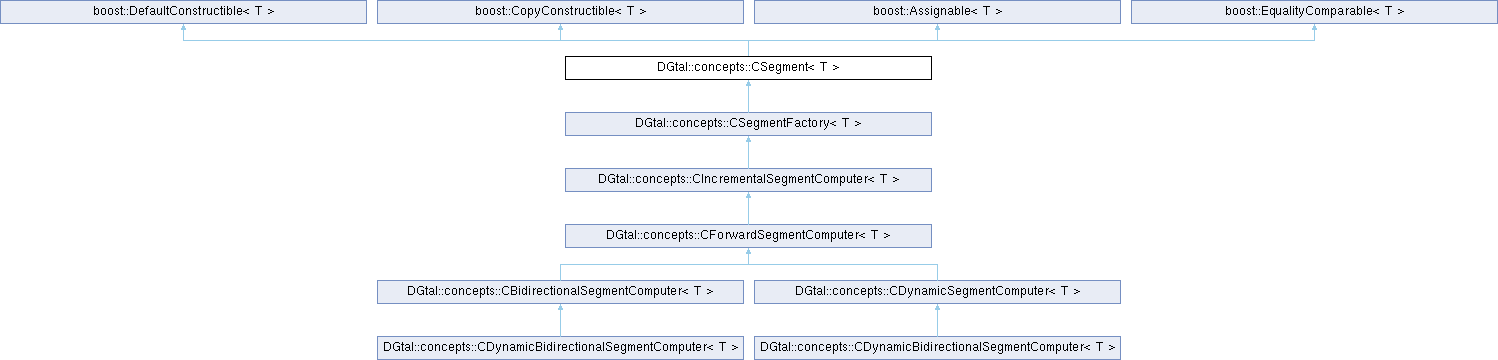 boost::DefaultConstructible< T >
boost::CopyConstructible< T >
boost::Assignable< T >
boost::EqualityComparable< T >
DGtal::concepts::CSegment< T >
DGtal::concepts::CSegmentFactory< T >
DGtal::concepts::CIncrementalSegmentComputer< T >
DGtal::concepts::CForwardSegmentComputer< T >
DGtal::concepts::CBidirectionalSegmentComputer< T >
DGtal::concepts::CDynamicSegmentComputer< T >
DGtal::concepts::CDynamicBidirectionalSegmentComputer< T >
DGtal::concepts::CDynamicBidirectionalSegmentComputer< T >